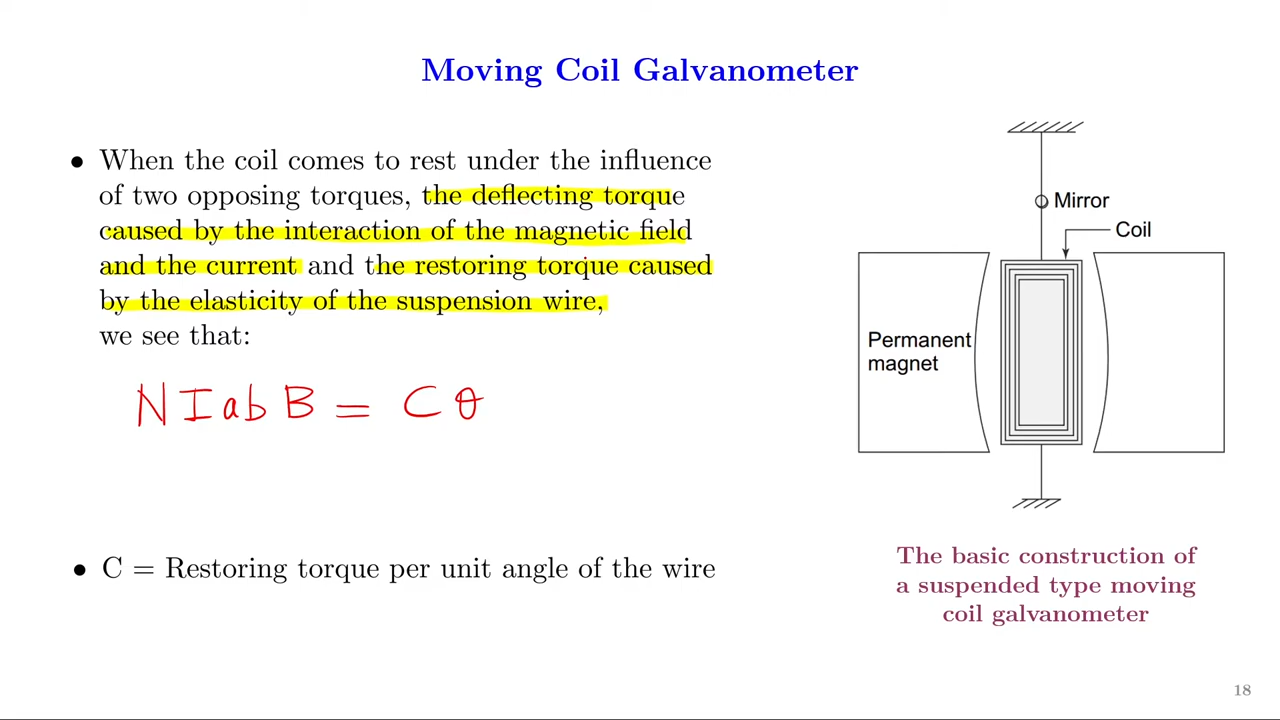 Moving Coil Galvanometer
• When the coil comes to rest under the influence
of two opposing torques, the deflecting torque
caused by the interaction of the magnetic field
and the current and the restoring torque caused
by the elasticity of the suspension wire,
we see that:
N I a b B = C θ
• C = Restoring torque per unit angle of the wire
Mirror
Coil
Permanent
magnet
The basic construction of
a suspended type moving
coil galvanometer
18